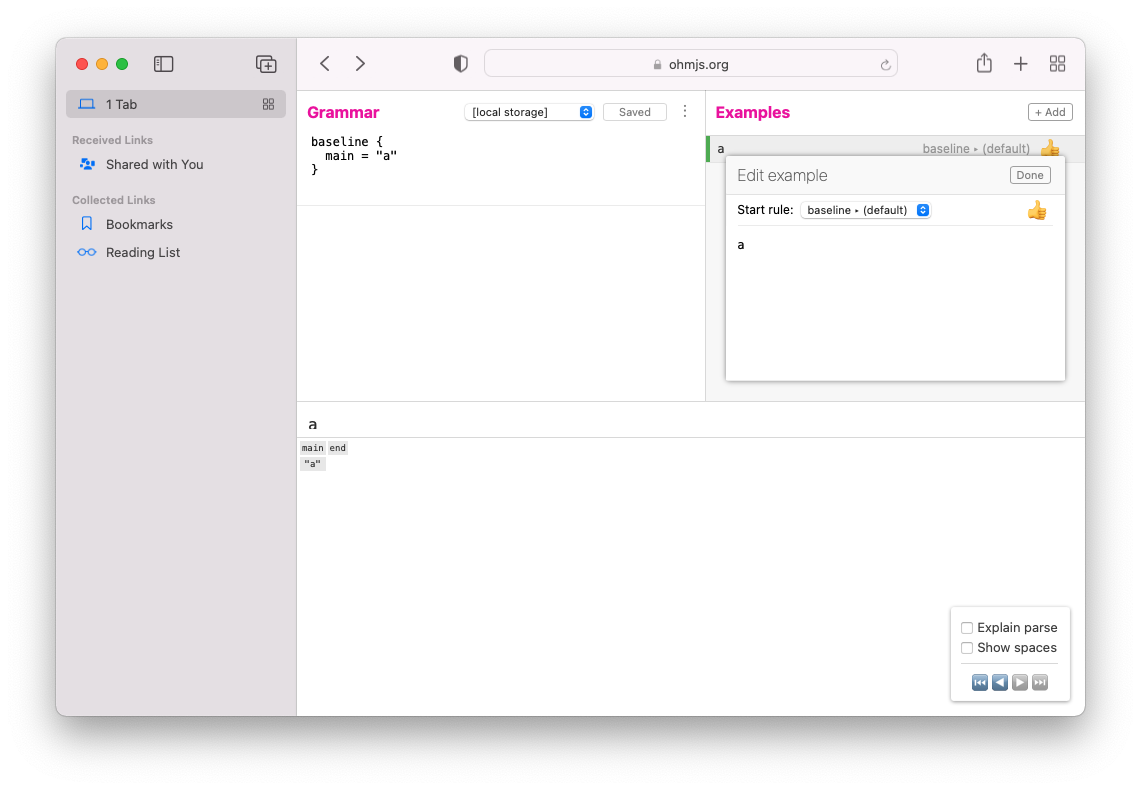 1 Tab
Received Links
Shared with You
Collected Links
Bookmarks
Reading List
ohmjs.org
Grammar
[local storage]
Saved
baseline {
  main = "a"
}
Examples
+ Add
a baseline ▸ (default) 👍
Edit example
Done
Start rule: baseline ▸ (default) 👍
a
a
main end
"a"
Explain parse
Show spaces